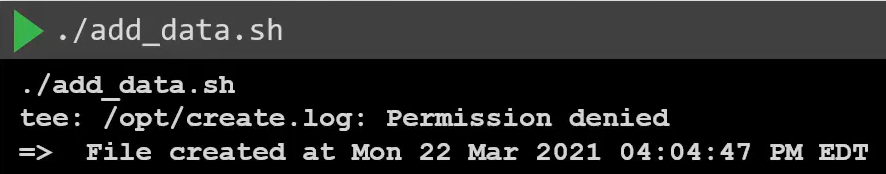 ./add_data.sh
./add_data.sh
tee: /opt/create.log: Permission denied
=>  File created at Mon 22 Mar 2021 04:04:47 PM EDT